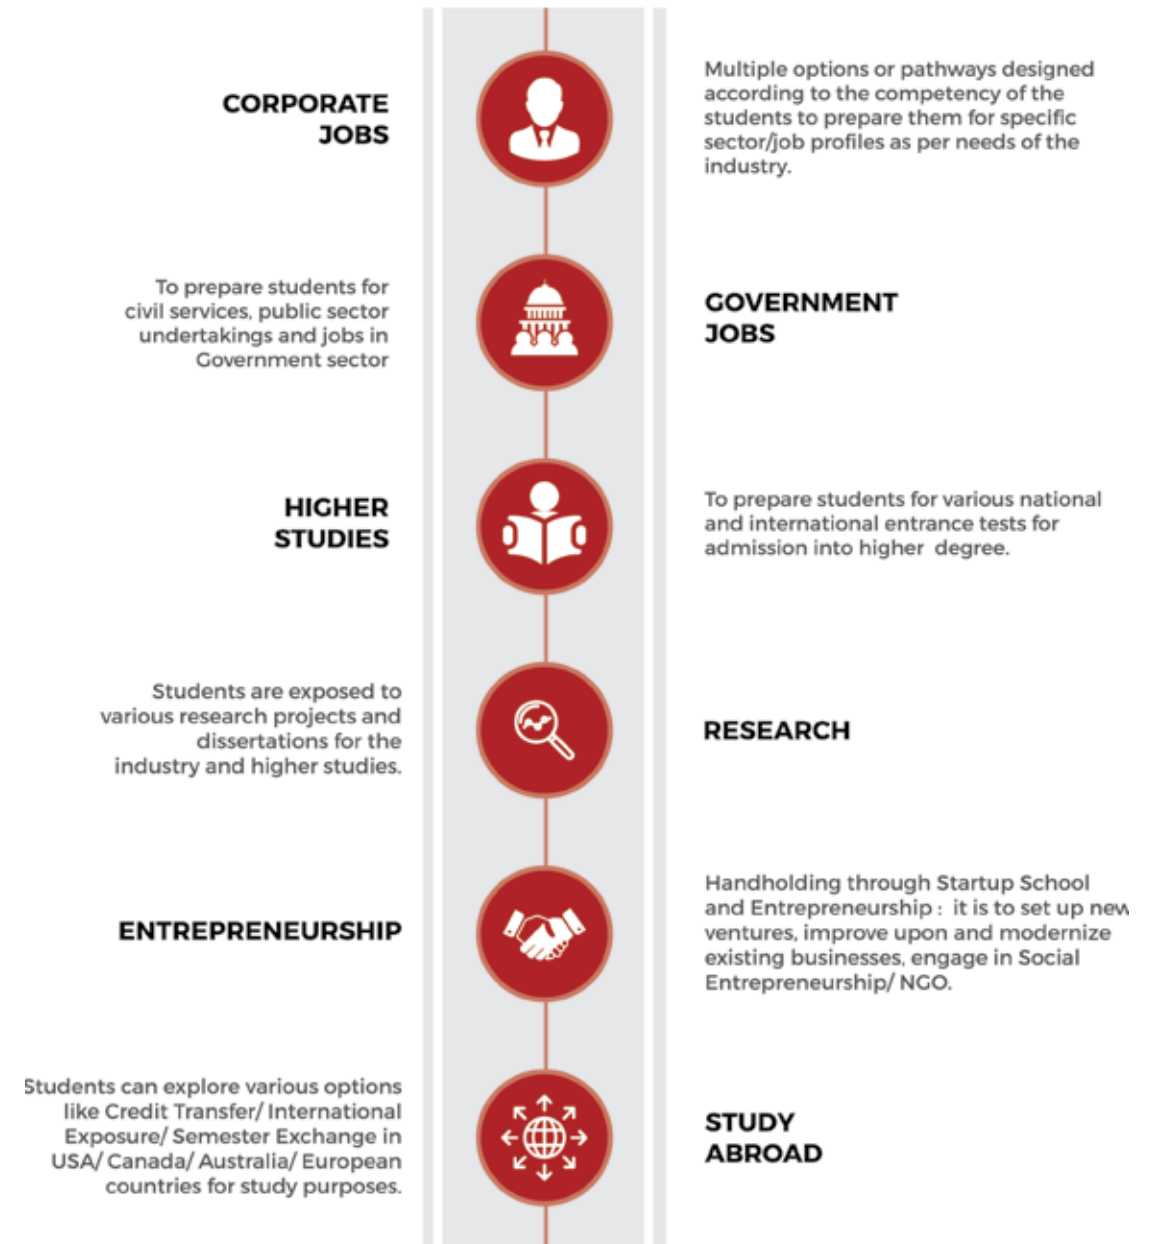 CORPORATE
JOBS
Multiple options or pathways designed
according to the competency of the
students to prepare them for specific
sector/job profiles as per needs of the
industry.
To prepare students for
civil services, public sector
undertakings and jobs in
Government sector
GOVERNMENT
JOBS
HIGHER
STUDIES
To prepare students for various national
and international entrance tests for
admission into higher degree.
Students are exposed to
various research projects and
dissertations for the
industry and higher studies.
RESEARCH
ENTREPRENEURSHIP
Handholding through Startup School
and Entrepreneurship : it is to set up new
ventures, improve upon and modernize
existing businesses, engage in Social
Entrepreneurship/ NGO.
Students can explore various options
like Credit Transfer/ International
Exposure/ Semester Exchange in
USA/ Canada/ Australia/ European
countries for study purposes.
STUDY
ABROAD